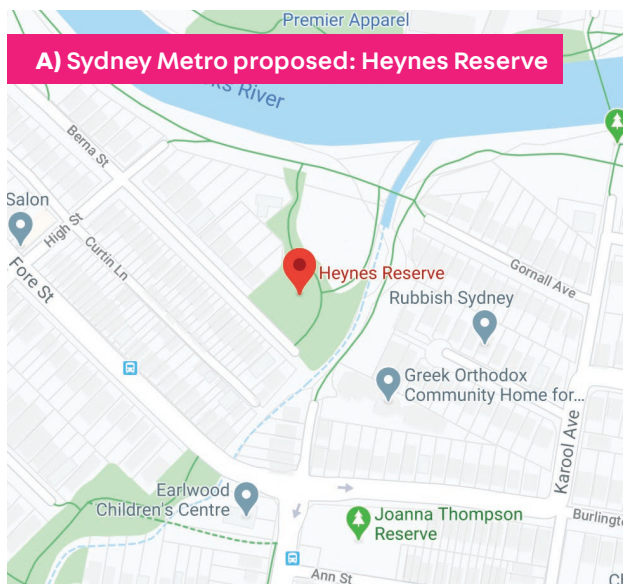 Premier Apparel
A) Sydney Metro proposed: Heynes Reserve
ks River
Berna St
Salon
High St
Curtin Ln
Fore St
Heynes Reserve
Gornall Ave
Rubbish Sydney
Greek Orthodox
Community Home for...
Karool Ave
Earlwood
Children's Centre
Joanna Thompson
Reserve
Burlingt
Ann St